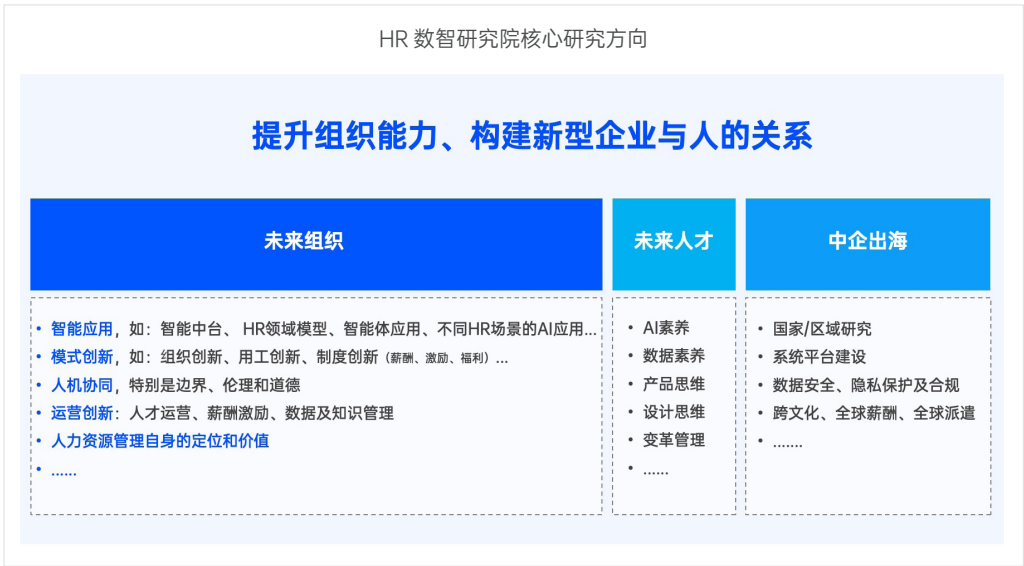 HR 数智研究院核心研究方向
提升组织能力、构建新型企业与人的关系
未来组织
• 智能应用，如：智能中台、 HR领域模型、智能体应用、不同HR场景的AI应用...
• 模式创新，如：组织创新、用工创新、制度创新（薪酬、激励、福利）...
• 人机协同，特别是边界、伦理和道德
• 运营创新：人才运营、薪酬激励、数据及知识管理
• 人力资源管理自身的定位和价值
• ......
未来人才
• AI素养
• 数据素养
• 产品思维
• 设计思维
• 变革管理
• ......
中企出海
• 国家/区域研究
• 系统平台建设
• 数据安全、隐私保护及合规
• 跨文化、全球薪酬、全球派遣
• .......